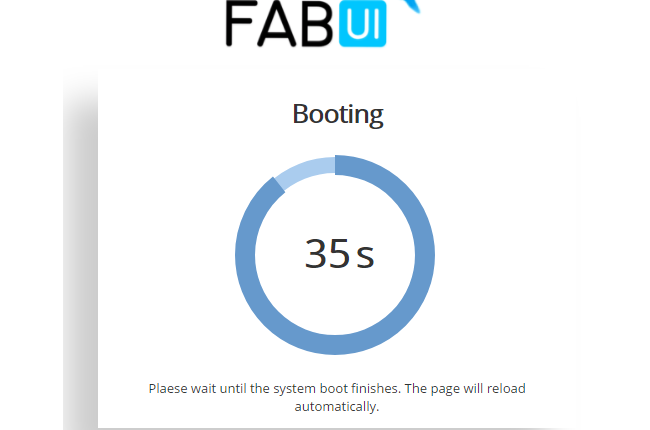 FABUI
Booting
35 s
Plaese wait until the system boot finishes. The page will reload
automatically.